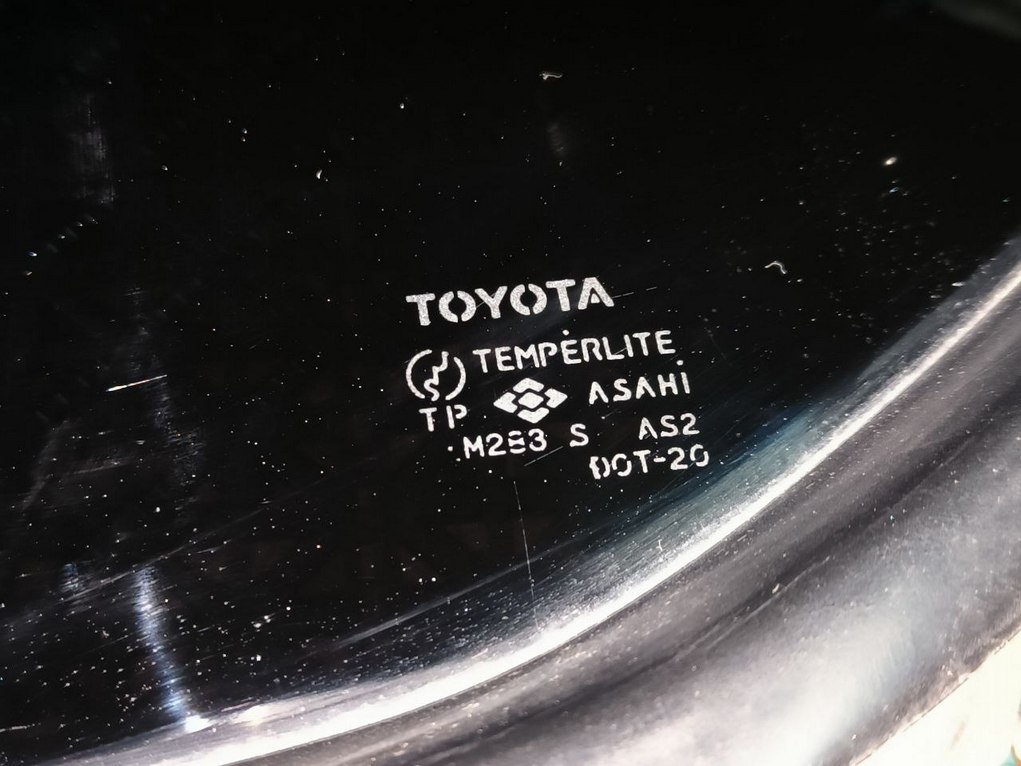 TOYOTA
TEMPERLITE
TP ASAHI
M283 S AS2
DOT-20